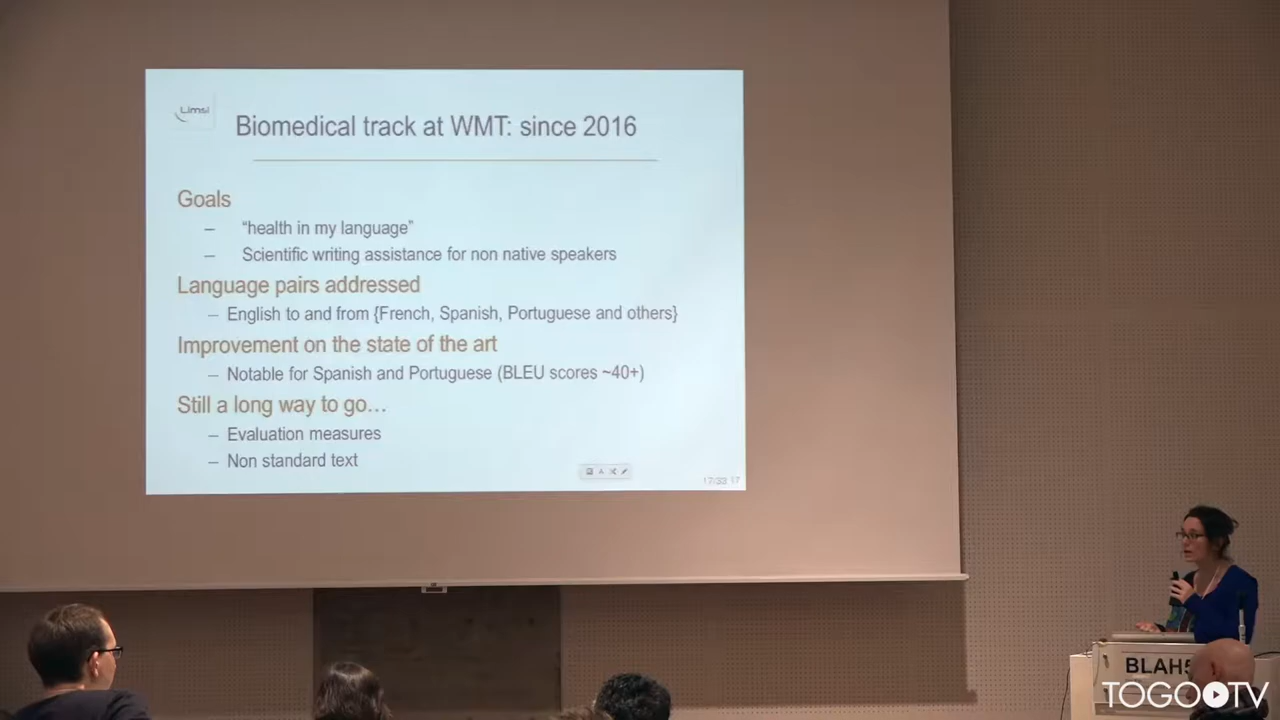 Limsi
Biomedical track at WMT: since 2016
Goals
– "health in my language"
– Scientific writing assistance for non native speakers
Language pairs addressed
– English to and from {French, Spanish, Portuguese and others}
Improvement on the state of the art
– Notable for Spanish and Portuguese (BLEU scores ~40+)
Still a long way to go…
– Evaluation measures
– Non standard text
BLAH5
TOGOTV